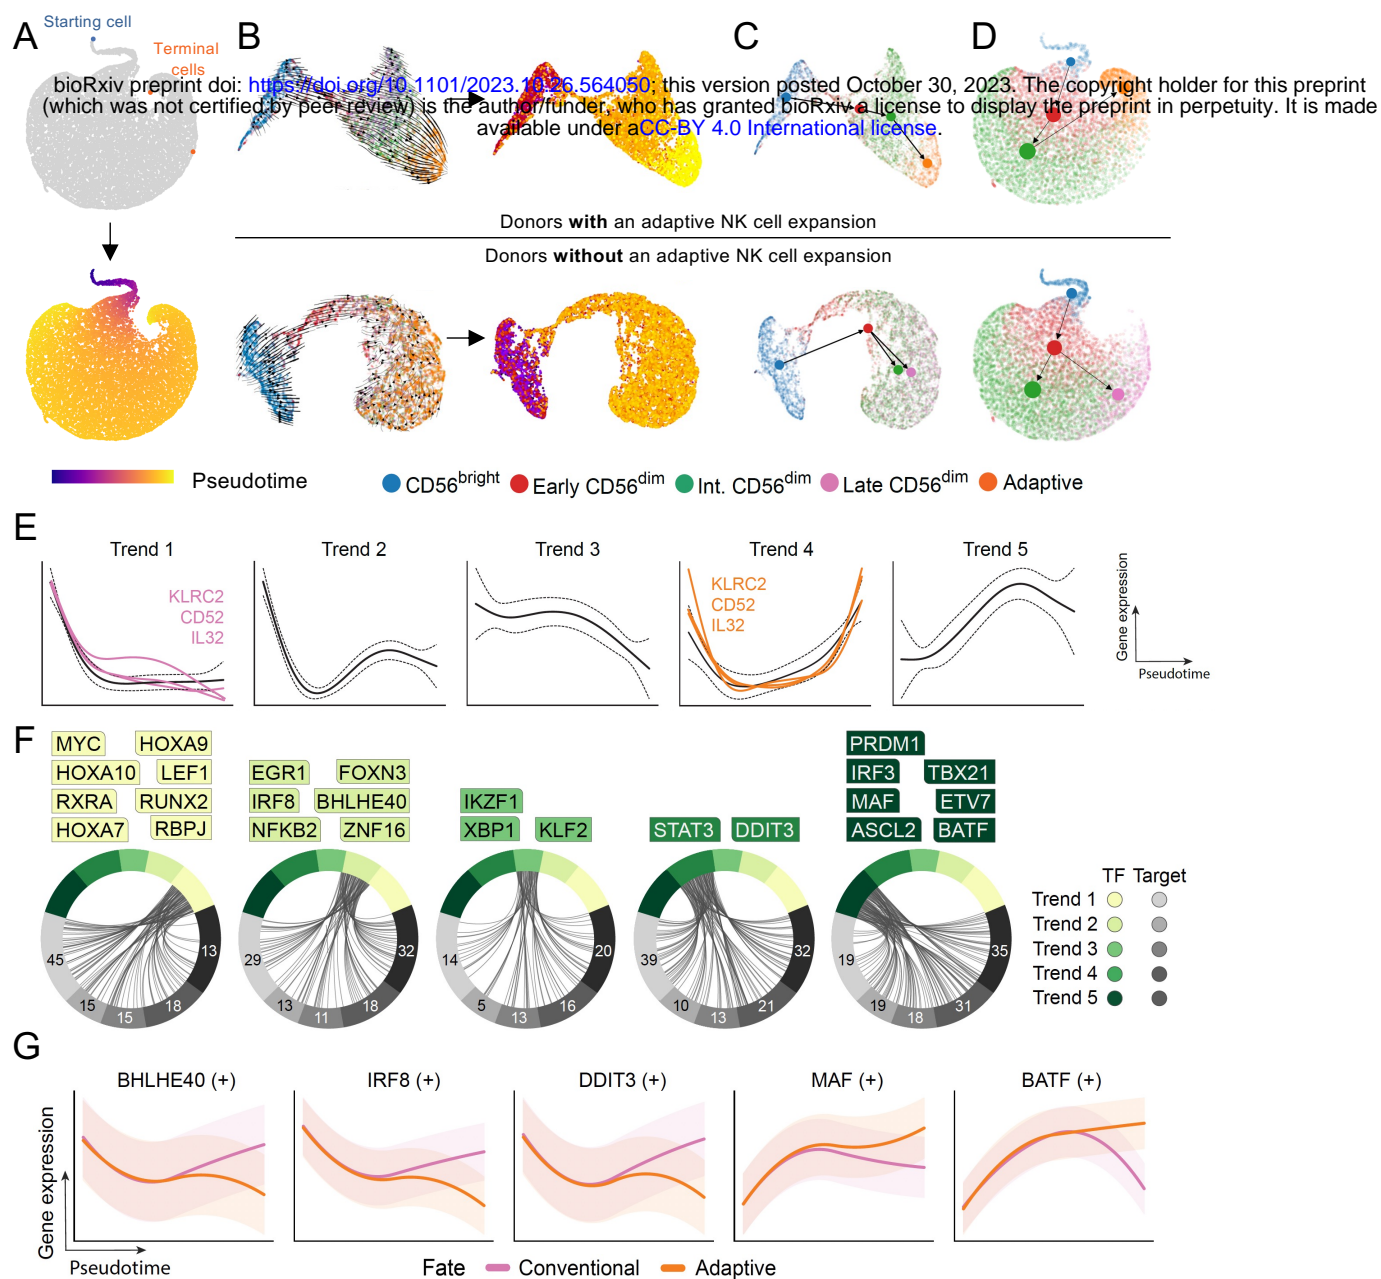 A
B
C
D
Starting cell
Terminal
cells
bioRxiv preprint doi: https://doi.org/10.1101/2023.10.26.564050; this version posted October 30, 2023. The copyright holder for this preprint
(which was not certified by peer review) is the author/funder, who has granted bioRxiv a license to display the preprint in perpetuity. It is made
available under aCC-BY 4.0 International license.
Donors with an adaptive NK cell expansion
Donors without an adaptive NK cell expansion
Pseudotime
CD56bright
Early CD56dim
Int. CD56dim
Late CD56dim
Adaptive
E
Trend 1
Trend 2
Trend 3
Trend 4
Trend 5
KLRC2
CD52
IL32
KLRC2
CD52
IL32
Gene expression
Pseudotime
F
MYC HOXA9
HOXA10 LEF1
RXRA RUNX2
HOXA7 RBPJ
EGR1 FOXN3
IRF8 BHLHE40
NFKB2 ZNF16
IKZF1
XBP1 KLF2
STAT3 DDIT3
PRDM1
IRF3 TBX21
MAF ETV7
ASCL2 BATF
45 15 15 18 13
29 13 11 18 32
14 5 13 16 20
39 10 13 21 32
19 19 18 31 35
TF Target
Trend 1
Trend 2
Trend 3
Trend 4
Trend 5
G
BHLHE40 (+)
IRF8 (+)
DDIT3 (+)
MAF (+)
BATF (+)
Gene expression
Pseudotime
Fate
Conventional
Adaptive